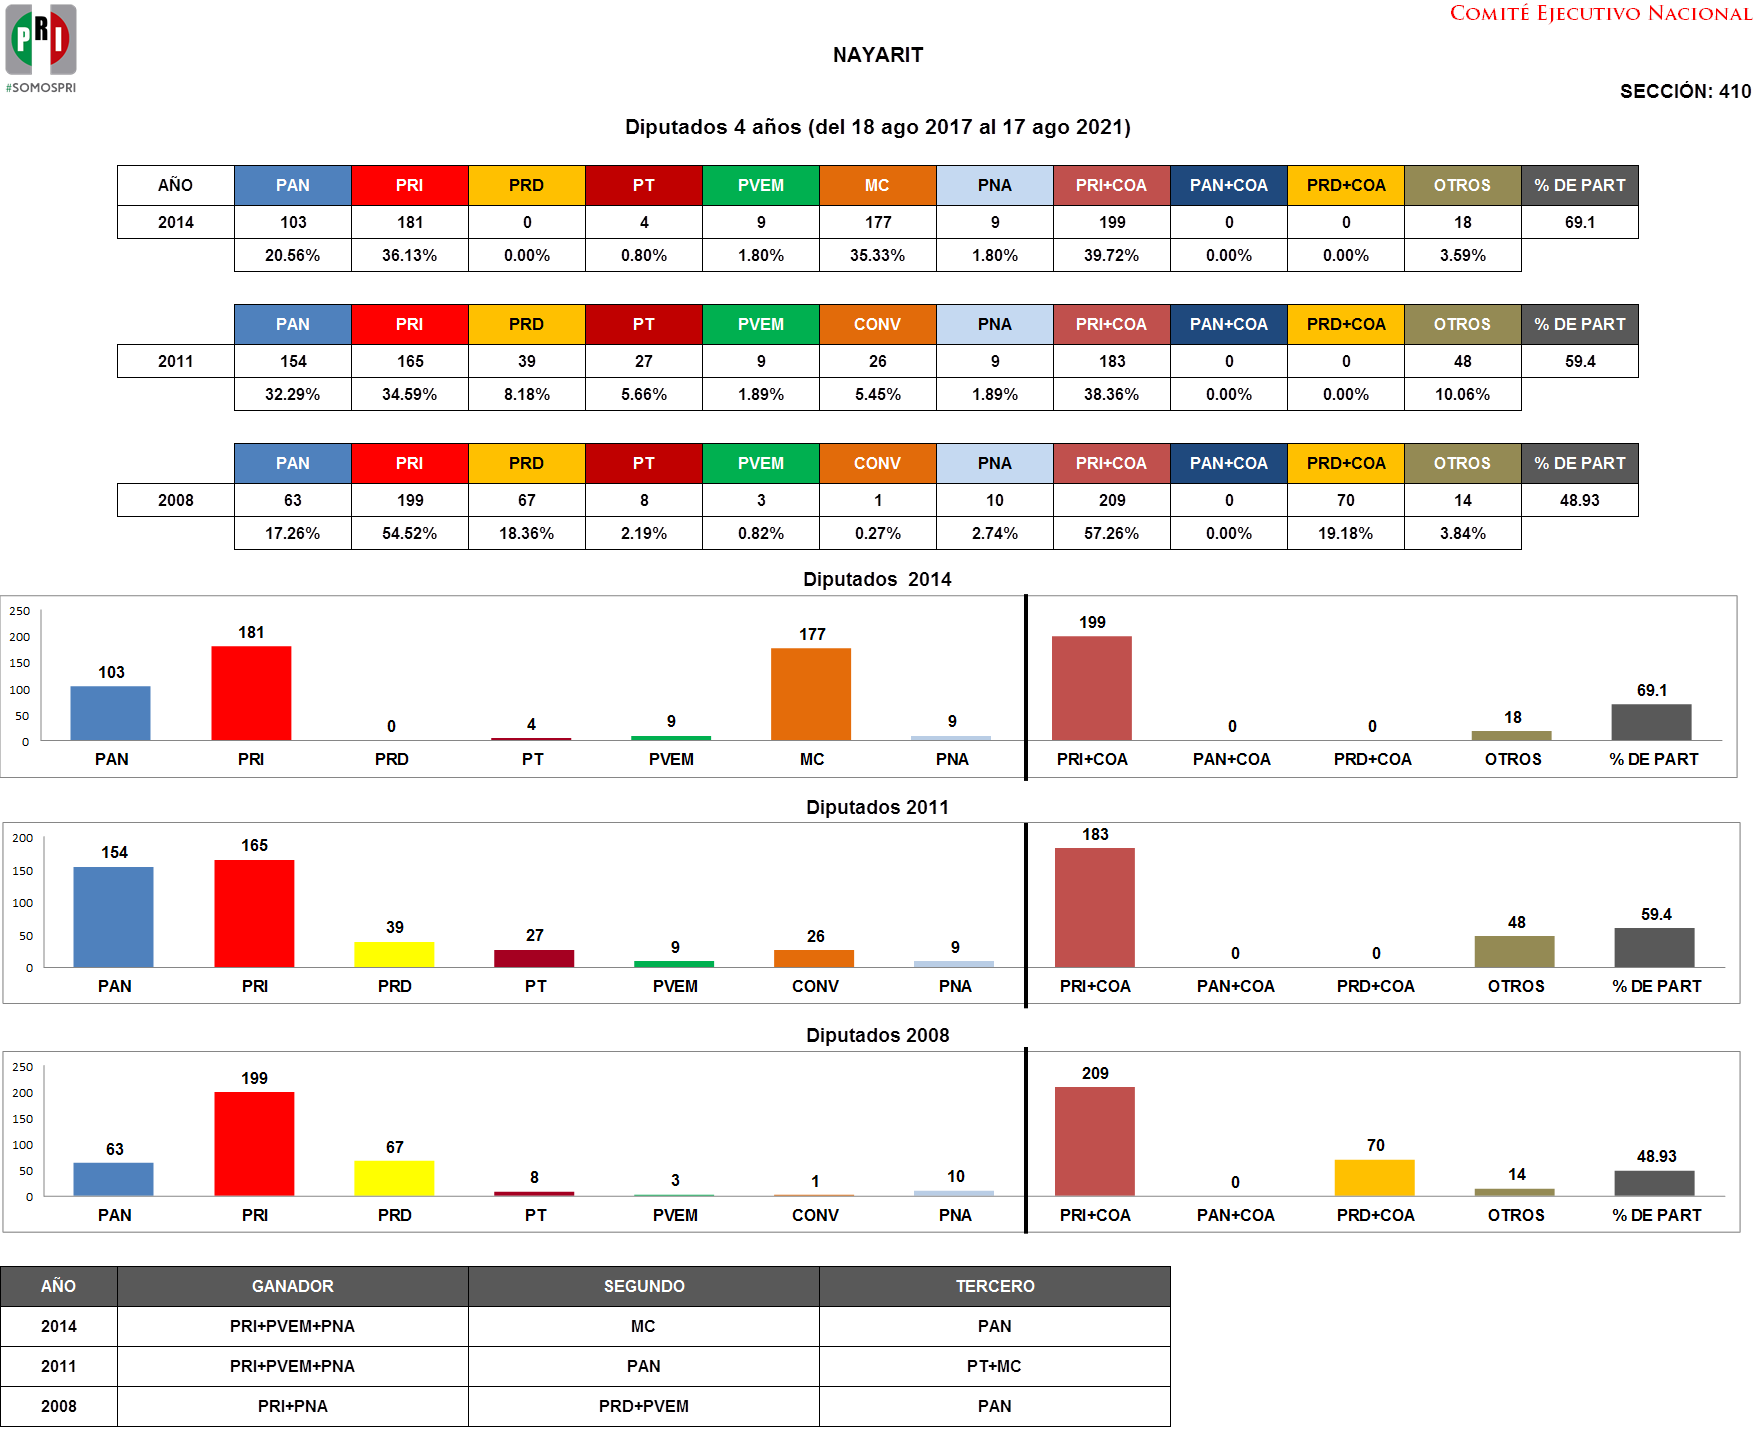 PRI
#SOMOSPRI
COMITÉ EJECUTIVO NACIONAL
NAYARIT
SECCIÓN: 410
Diputados 4 años (del 18 ago 2017 al 17 ago 2021)
AÑO PAN PRI PRD PT PVEM MC PNA PRI+COA PAN+COA PRD+COA OTROS % DE PART
2014 103 181 0 4 9 177 9 199 0 0 18 69.1
20.56% 36.13% 0.00% 0.80% 1.80% 35.33% 1.80% 39.72% 0.00% 0.00% 3.59%
PAN PRI PRD PT PVEM CONV PNA PRI+COA PAN+COA PRD+COA OTROS % DE PART
2011 154 165 39 27 9 26 9 183 0 0 48 59.4
32.29% 34.59% 8.18% 5.66% 1.89% 5.45% 1.89% 38.36% 0.00% 0.00% 10.06%
PAN PRI PRD PT PVEM CONV PNA PRI+COA PAN+COA PRD+COA OTROS % DE PART
2008 63 199 67 8 3 1 10 209 0 70 14 48.93
17.26% 54.52% 18.36% 2.19% 0.82% 0.27% 2.74% 57.26% 0.00% 19.18% 3.84%
Diputados 2014
250
200
150
100
50
0
103 181 0 4 9 177 9 199 0 0 18 69.1
PAN PRI PRD PT PVEM MC PNA PRI+COA PAN+COA PRD+COA OTROS % DE PART
Diputados 2011
200
150
100
50
0
154 165 39 27 9 26 9 183 0 0 48 59.4
PAN PRI PRD PT PVEM CONV PNA PRI+COA PAN+COA PRD+COA OTROS % DE PART
Diputados 2008
250
200
150
100
50
0
63 199 67 8 3 1 10 209 0 70 14 48.93
PAN PRI PRD PT PVEM CONV PNA PRI+COA PAN+COA PRD+COA OTROS % DE PART
AÑO GANADOR SEGUNDO TERCERO
2014 PRI+PVEM+PNA MC PAN
2011 PRI+PVEM+PNA PAN PT+MC
2008 PRI+PNA PRD+PVEM PAN